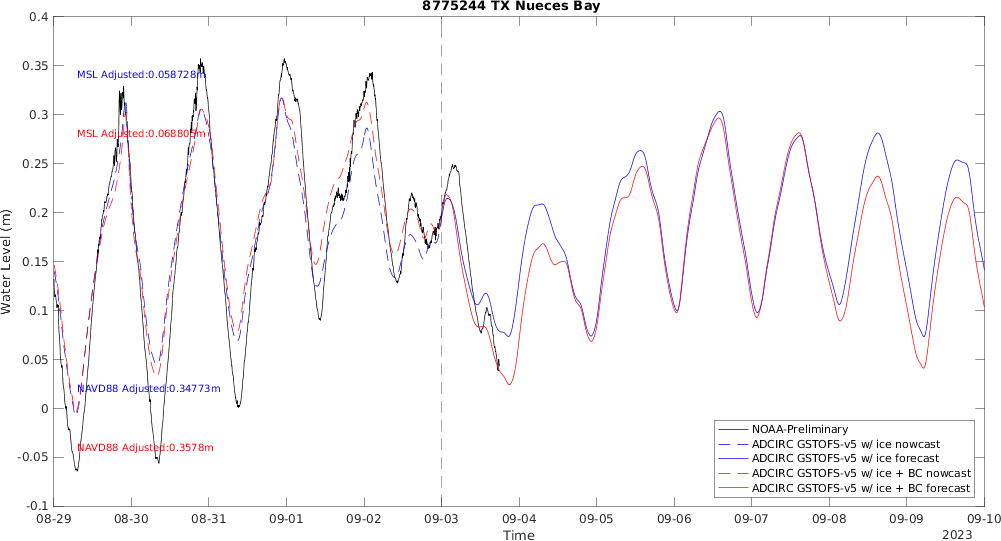 8775244 TX Nueces Bay
0.4
0.35
0.3
0.25
0.2
0.15
0.1
0.05
0
-0.05
-0.1
Water Level (m)
MSL Adjusted:0.058728m
MSL Adjusted:0.068805m
NAVD88 Adjusted:0.34773m
NAVD88 Adjusted:0.3578m
NOAA-Preliminary
ADCIRC GSTOFS-v5 w/ ice nowcast
ADCIRC GSTOFS-v5 w/ ice forecast
ADCIRC GSTOFS-v5 w/ ice + BC nowcast
ADCIRC GSTOFS-v5 w/ ice + BC forecast
08-29 08-30 08-31 09-01 09-02 09-03 09-04 09-05 09-06 09-07 09-08 09-09 09-10
Time
2023